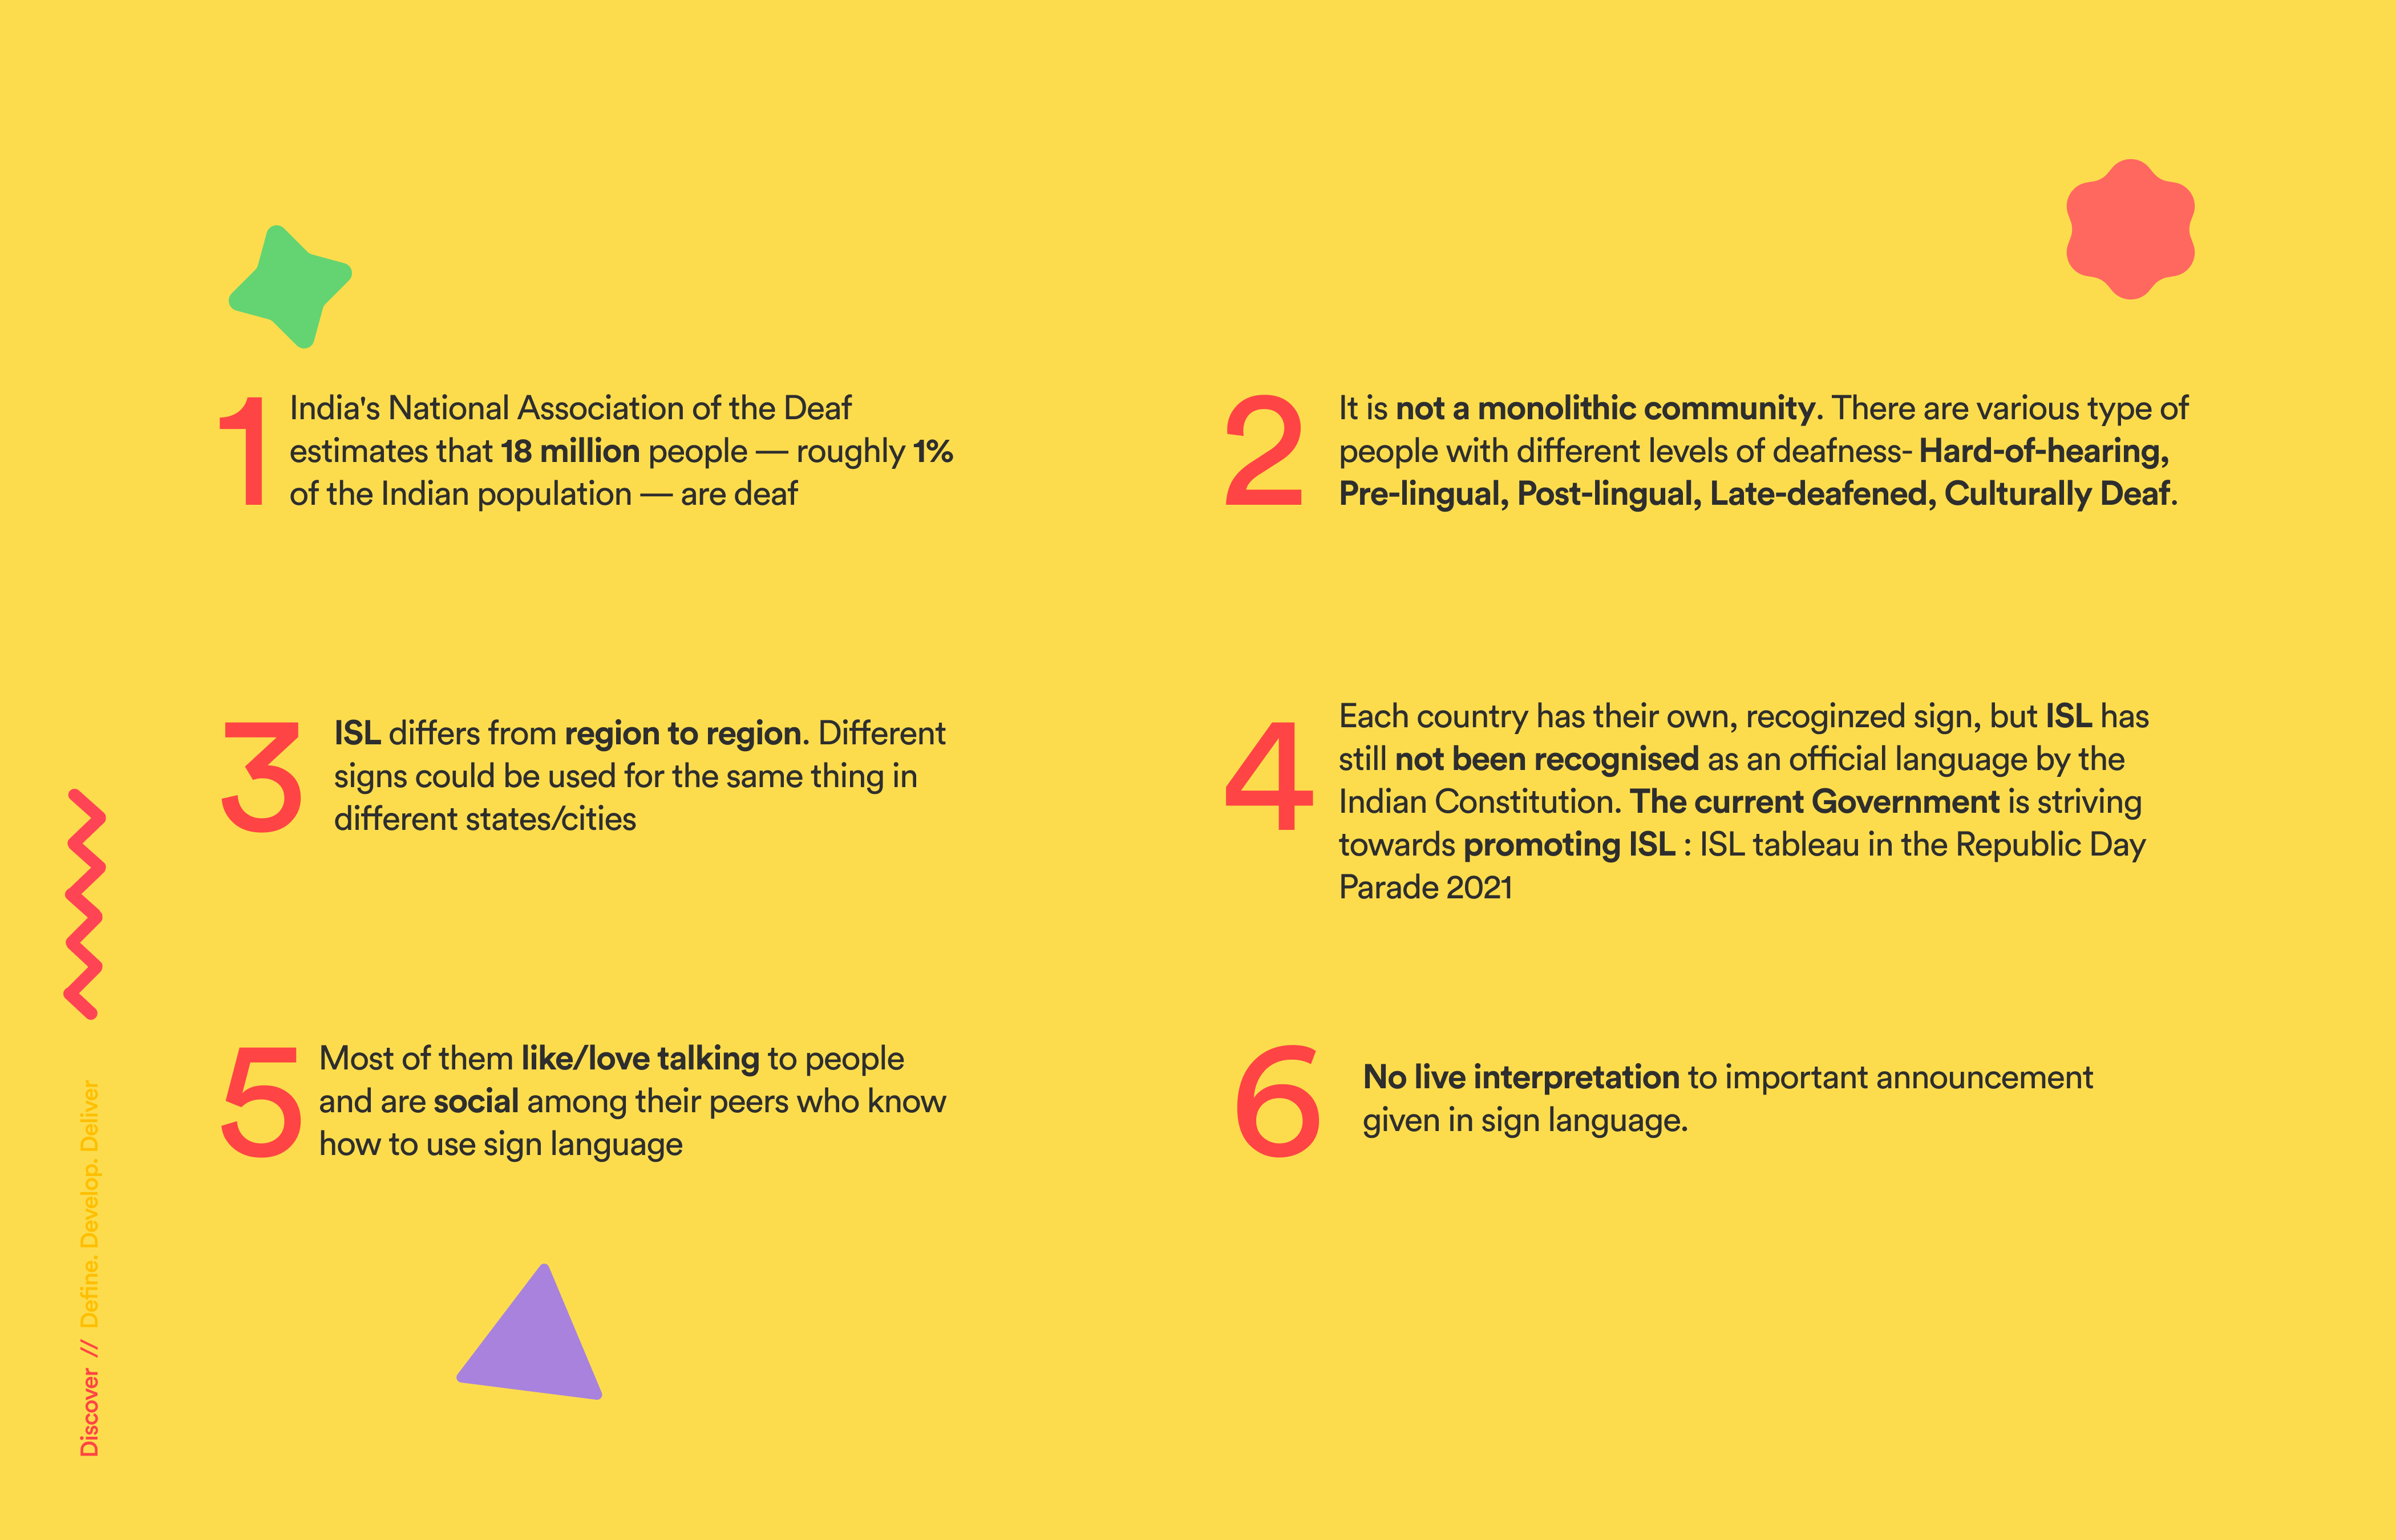 1
India's National Association of the Deaf
estimates that 18 million people — roughly 1%
of the Indian population — are deaf
2
It is not a monolithic community. There are various type of
people with different levels of deafness- Hard-of-hearing,
Pre-lingual, Post-lingual, Late-deafened, Culturally Deaf.
3
ISL differs from region to region. Different
signs could be used for the same thing in
different states/cities
4
Each country has their own, recoginzed sign, but ISL has
still not been recognised as an official language by the
Indian Constitution. The current Government is striving
towards promoting ISL : ISL tableau in the Republic Day
Parade 2021
5
Most of them like/love talking to people
and are social among their peers who know
how to use sign language
6
No live interpretation to important announcement
given in sign language.
Discover // Define. Develop. Deliver